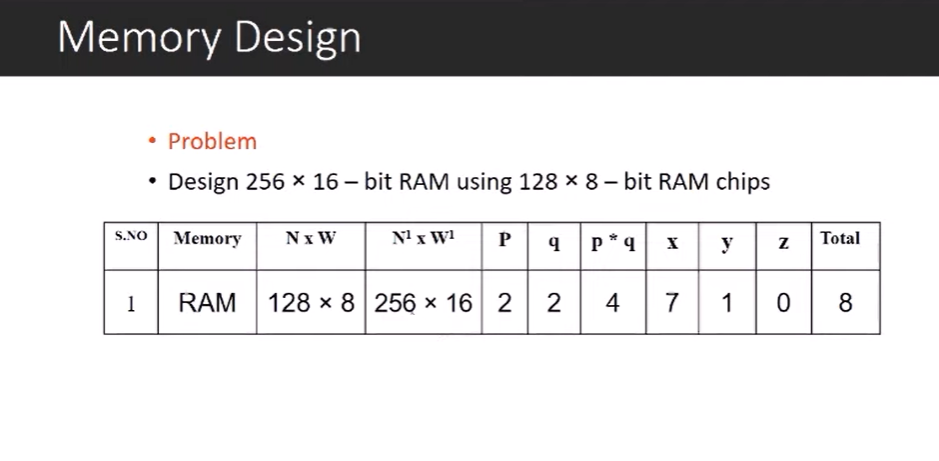 Memory Design
• Problem
• Design 256 × 16 – bit RAM using 128 × 8 – bit RAM chips
S.NO Memory N x W N¹ x W¹ P q p * q x y z Total
1 RAM 128 × 8 256 × 16 2 2 4 7 1 0 8